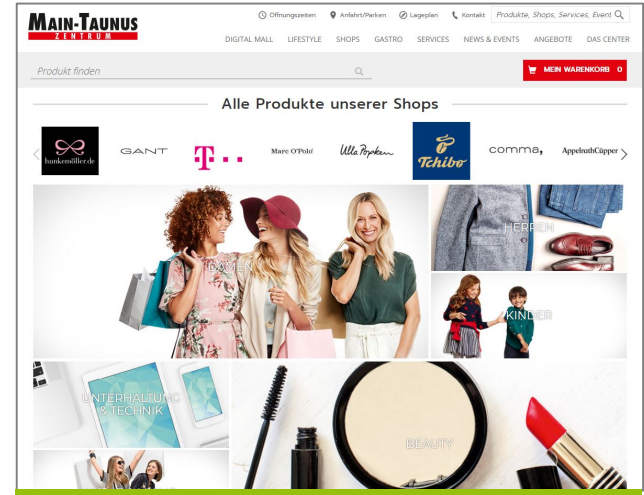 MAIN-TAUNUS
ZENTRUM
Öffnungszeiten Anfahrt/Parken Lageplan Kontakt Produkte, Shops, Services, Event
DIGITAL MALL LIFESTYLE SHOPS GASTRO SERVICES NEWS & EVENTS ANGEBOTE DAS CENTER
Produkt finden
MEIN WARENKORB 0
Alle Produkte unserer Shops
hunkemöller.de GANT T Marc O'Polo Ulla Popken Tchibo comma, AppelrathCüpper
DAMEN
HERREN
KINDER
UNTERHALTUNG
& TECHNIK
BEAUTY